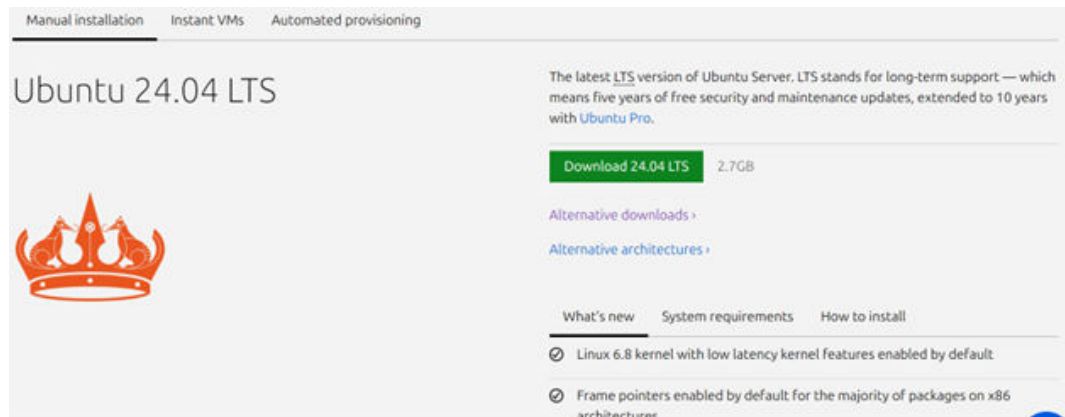 Manual installation Instant VMs Automated provisioning
Ubuntu 24.04 LTS
The latest LTS version of Ubuntu Server. LTS stands for long-term support — which
means five years of free security and maintenance updates, extended to 10 years
with Ubuntu Pro.
Download 24.04 LTS 2.7GB
Alternative downloads ›
Alternative architectures ›
What's new System requirements How to install
Linux 6.8 kernel with low latency kernel features enabled by default
Frame pointers enabled by default for the majority of packages on x86
architectures